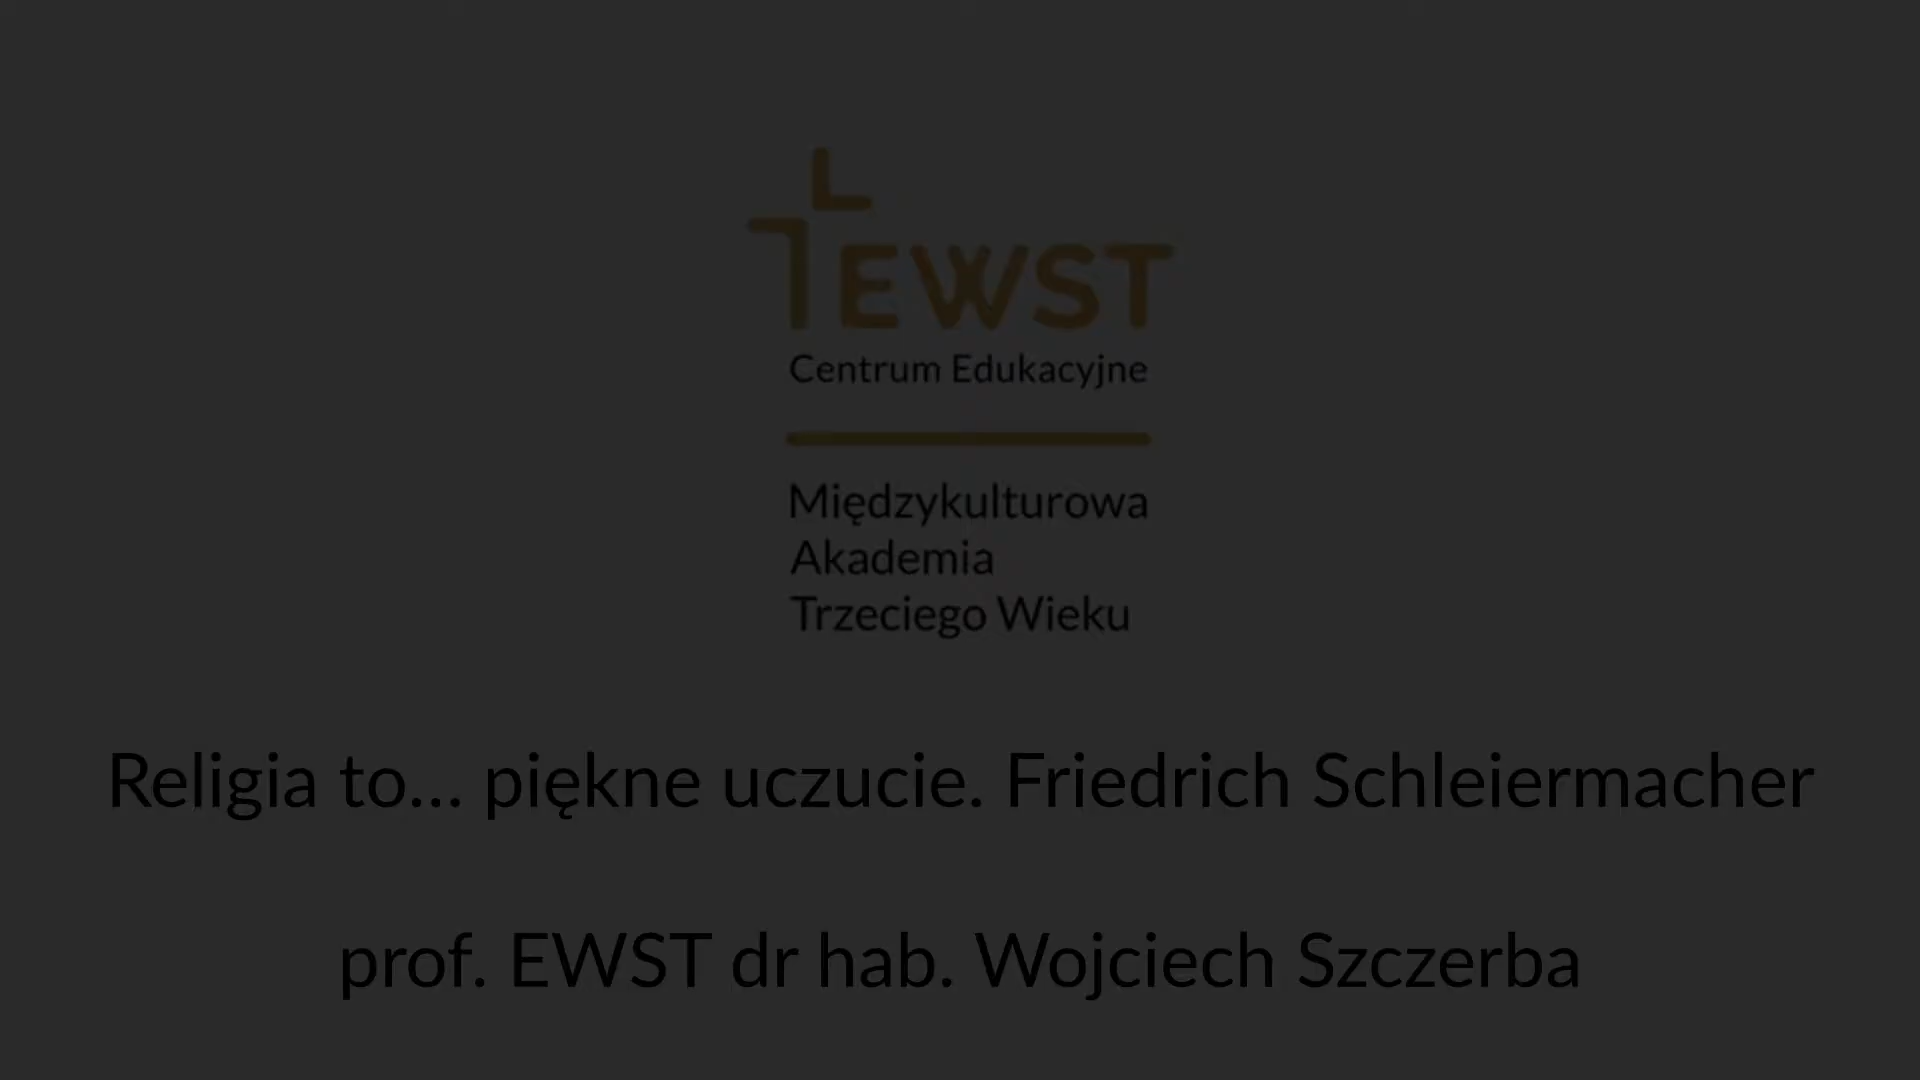 EWST
Centrum Edukacyjne
Międzykulturowa
Akademia
Trzeciego Wieku
Religia to... piękne uczucie. Friedrich Schleiermacher
prof. EWST dr hab. Wojciech Szczerba